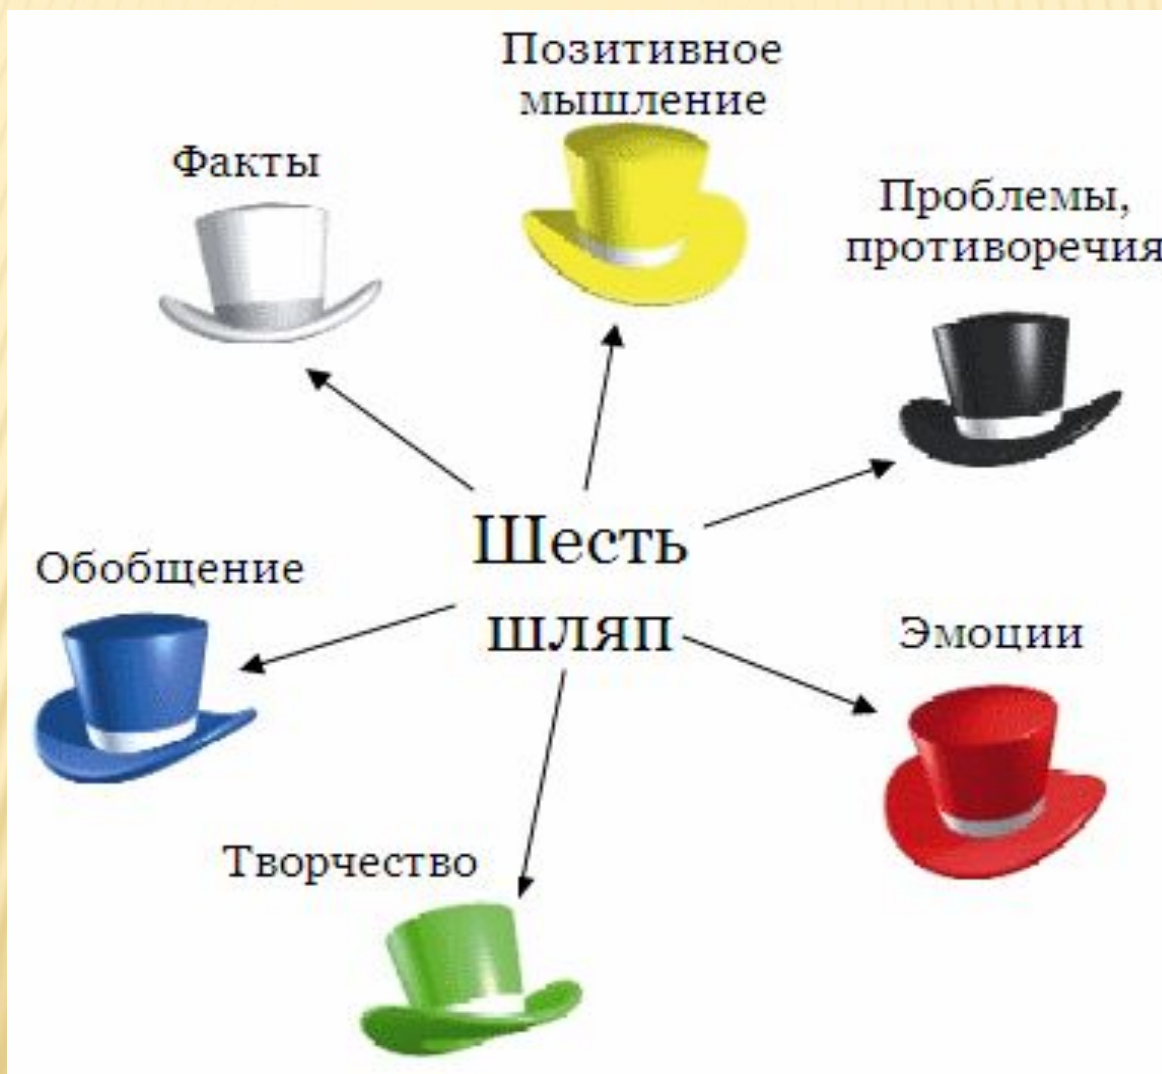 Позитивное
мышление
Факты
Проблемы,
противоречия
Шесть
шляп
Обобщение
Эмоции
Творчество